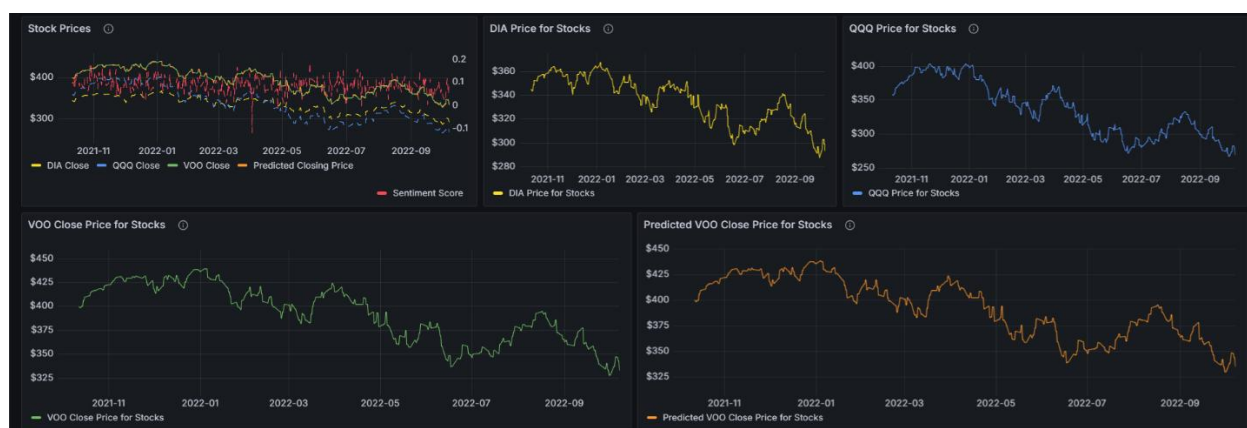 Stock Prices
$400
$300
0.2
0.1
0
-0.1
2021-11 2022-01 2022-03 2022-05 2022-07 2022-09
DIA Close QQQ Close VOO Close Predicted Closing Price
Sentiment Score
DIA Price for Stocks
$360
$340
$320
$300
$280
2021-11 2022-01 2022-03 2022-05 2022-07 2022-09
DIA Price for Stocks
QQQ Price for Stocks
$400
$350
$300
$250
2021-11 2022-01 2022-03 2022-05 2022-07 2022-09
QQQ Price for Stocks
VOO Close Price for Stocks
$450
$425
$400
$375
$350
$325
2021-11 2022-01 2022-03 2022-05 2022-07 2022-09
VOO Close Price for Stocks
Predicted VOO Close Price for Stocks
$450
$425
$400
$375
$350
$325
2021-11 2022-01 2022-03 2022-05 2022-07 2022-09
Predicted VOO Close Price for Stocks